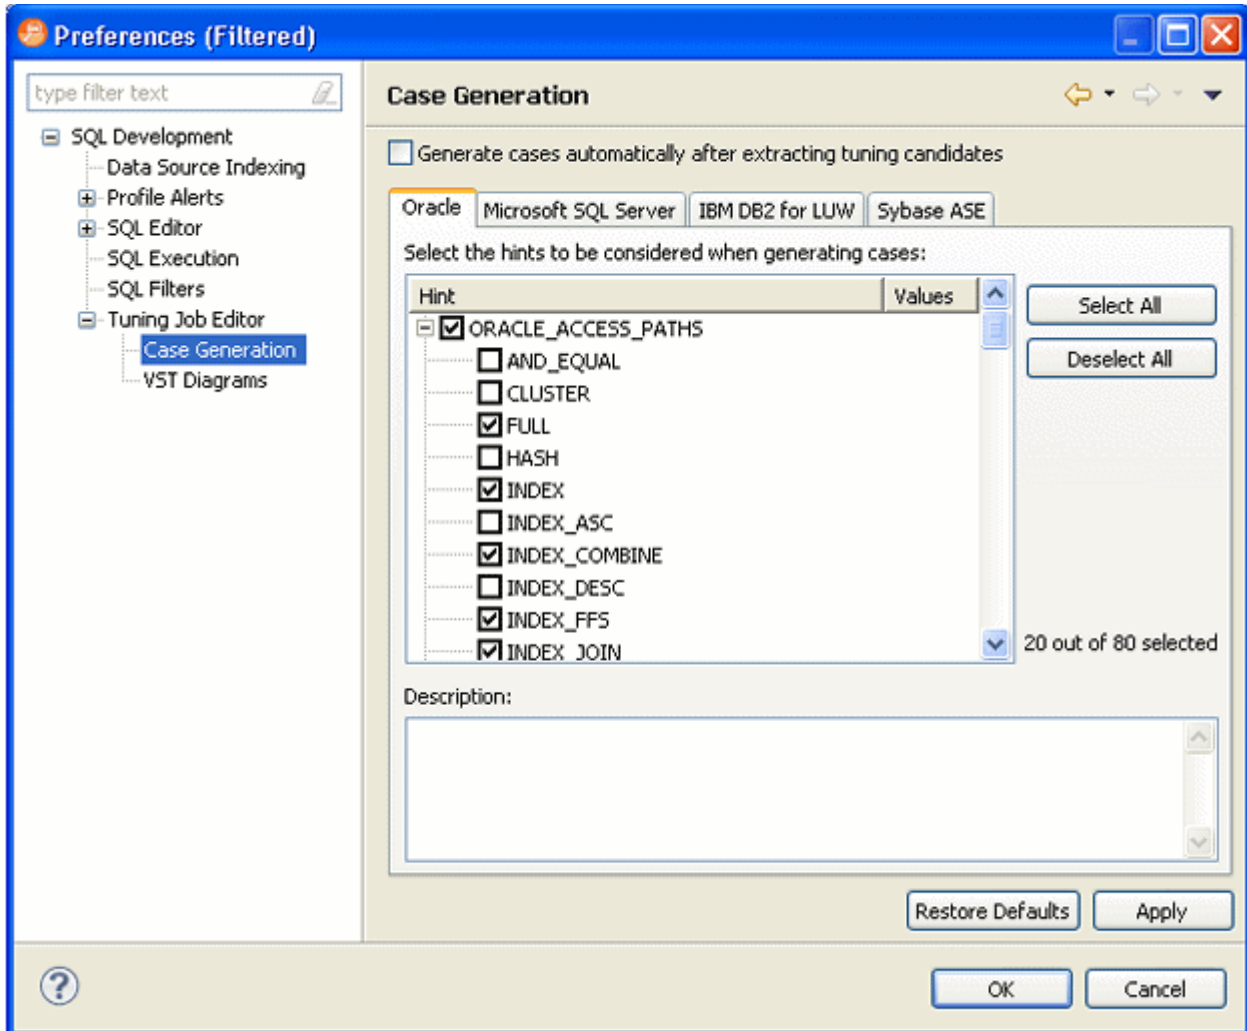 Preferences (Filtered)
type filter text
SQL Development
Data Source Indexing
Profile Alerts
SQL Editor
SQL Execution
SQL Filters
Tuning Job Editor
Case Generation
VST Diagrams
Case Generation
Generate cases automatically after extracting tuning candidates
Oracle Microsoft SQL Server IBM DB2 for LUW Sybase ASE
Select the hints to be considered when generating cases:
Hint Values
ORACLE_ACCESS_PATHS
AND_EQUAL
CLUSTER
FULL
HASH
INDEX
INDEX_ASC
INDEX_COMBINE
INDEX_DESC
INDEX_FFS
INDEX_JOIN
Select All
Deselect All
20 out of 80 selected
Description:
Restore Defaults Apply
?
OK Cancel